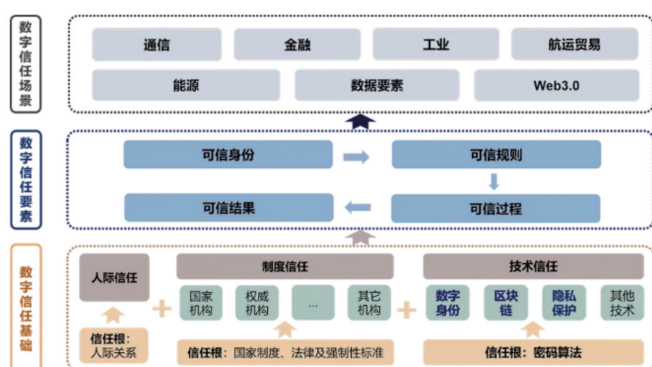 数字信任场景
通信
金融
工业
航运贸易
能源
数据要素
Web3.0
数字信任要素
可信身份
可信规则
可信结果
可信过程
数字信任基础
人际信任
制度信任
技术信任
国家
机构
权威
机构
...
其它
机构
数字
身份
区块
链
隐私
保护
其他
技术
信任根：
人际关系
信任根：国家制度、法律及强制性标准
信任根：密码算法